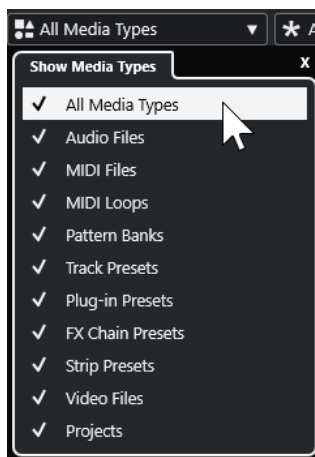 All Media Types
Show Media Types X
All Media Types
Audio Files
MIDI Files
MIDI Loops
Pattern Banks
Track Presets
Plug-in Presets
FX Chain Presets
Strip Presets
Video Files
Projects